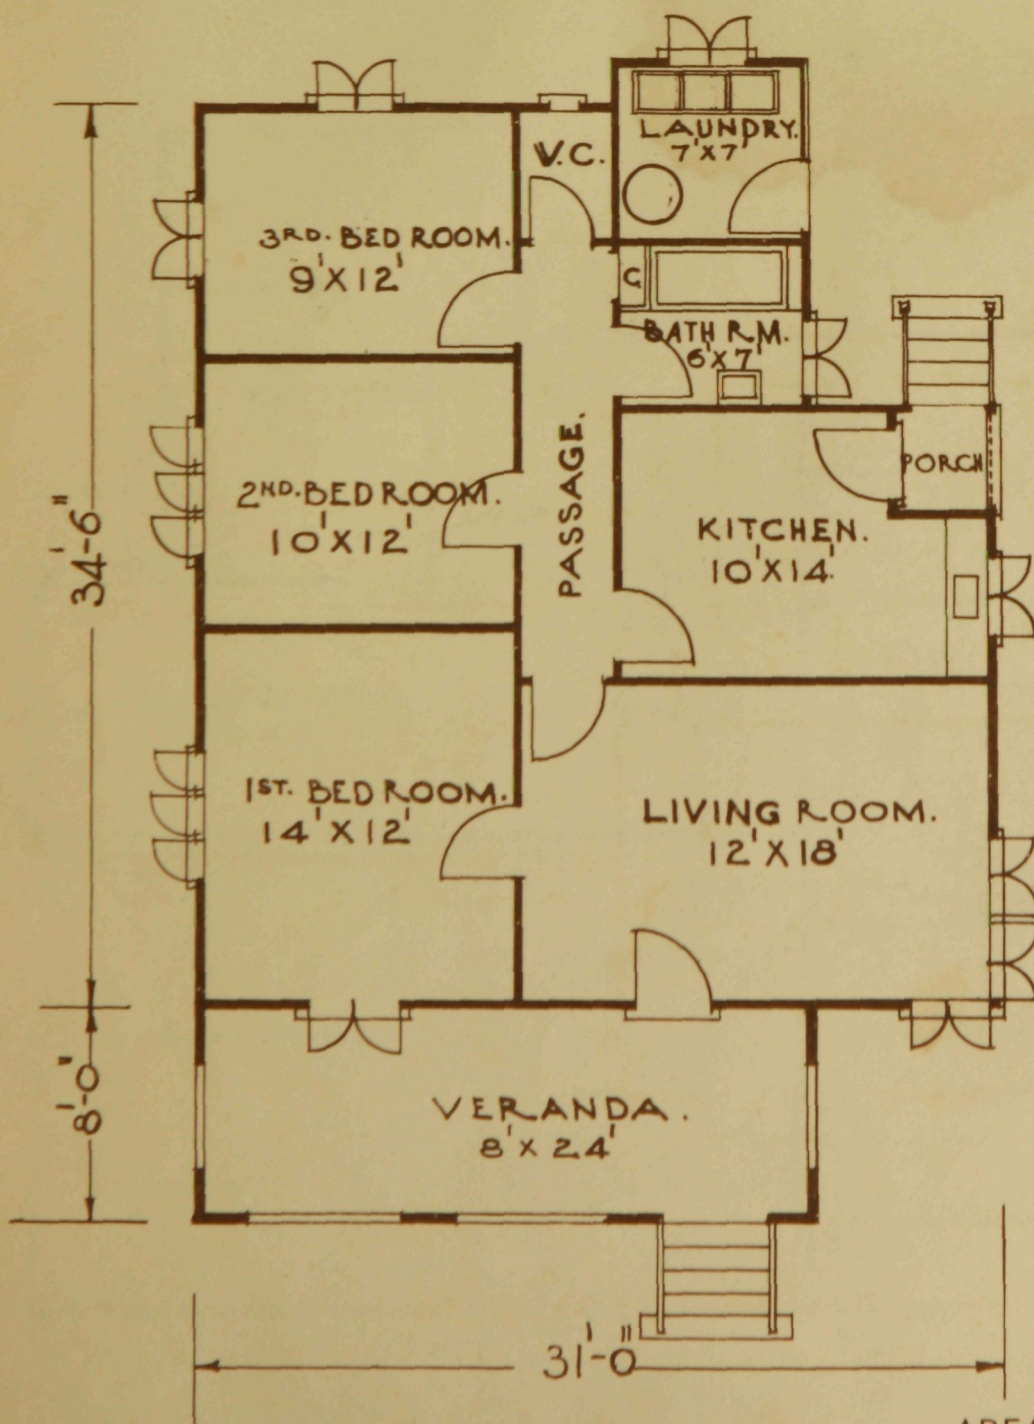 LAUNDRY.
7'X7'
W.C.
3RD. BED ROOM.
9'X12'
C.
BATH RM.
6'X7'
PORCH
2ND. BED ROOM.
10'X12'
PASSAGE.
KITCHEN.
10'X14'
34'-6"
1ST. BED ROOM.
14'X12'
LIVING ROOM.
12'X18'
8'-0"
VERANDA.
8'X24'
31'-0"